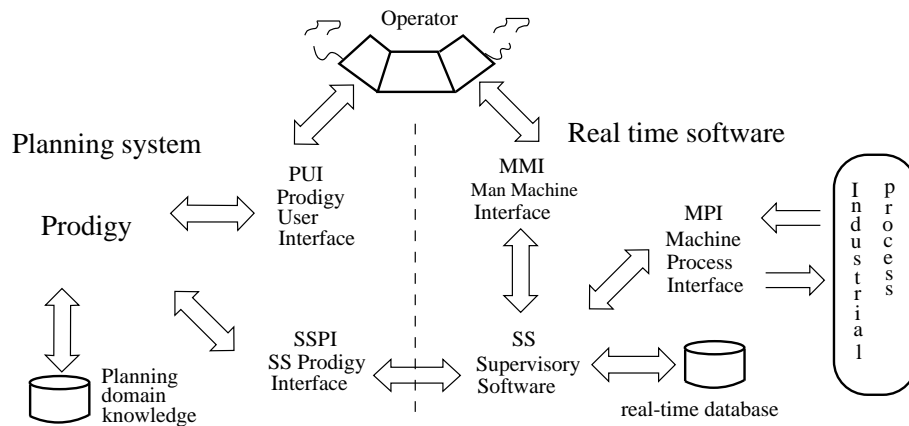 Operator
Planning system
Real time software
PUI
Prodigy
User
Interface
MMI
Man Machine
Interface
Prodigy
MPI
Machine
Process
Interface
Industrial
process
SSPI
SS Prodigy
Interface
SS
Supervisory
Software
Planning
domain
knowledge
real-time database